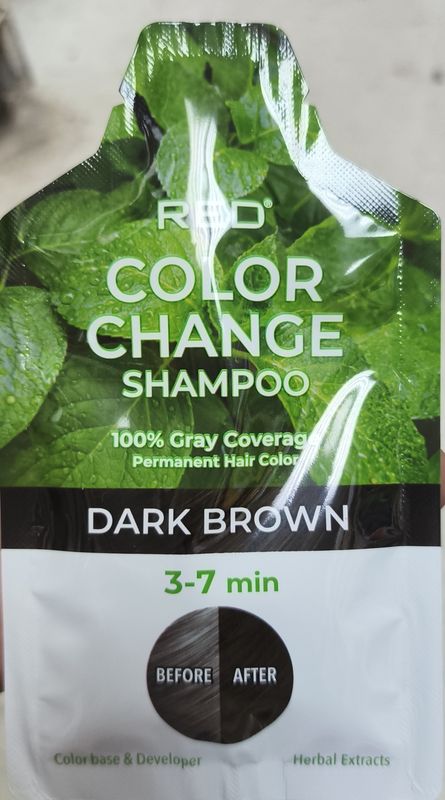 RED®
COLOR
CHANGE
SHAMPOO
100% Gray Coverage
Permanent Hair Color
DARK BROWN
3-7 min
BEFORE AFTER
Color base & Developer Herbal Extracts